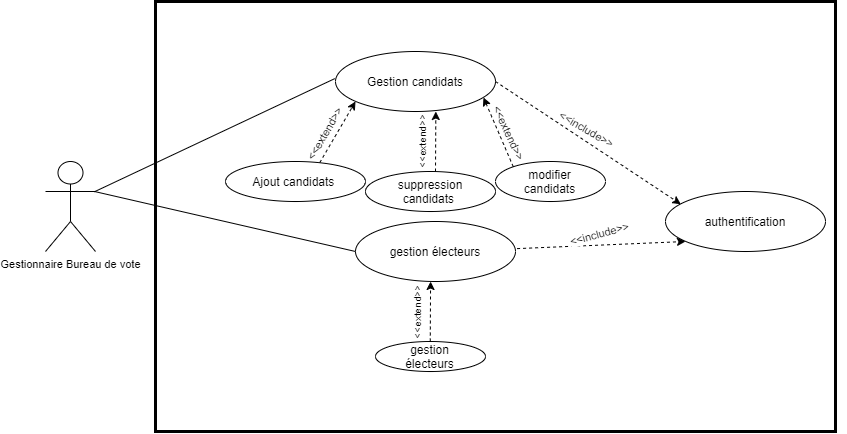 Gestion candidats
<<extend>>
<<extend>>
<<extend>>
<<include>>
Ajout candidats
suppression
candidats
modifier
candidats
authentification
<<include>>
gestion électeurs
Gestionnaire Bureau de vote
<<extend>>
gestion
électeurs